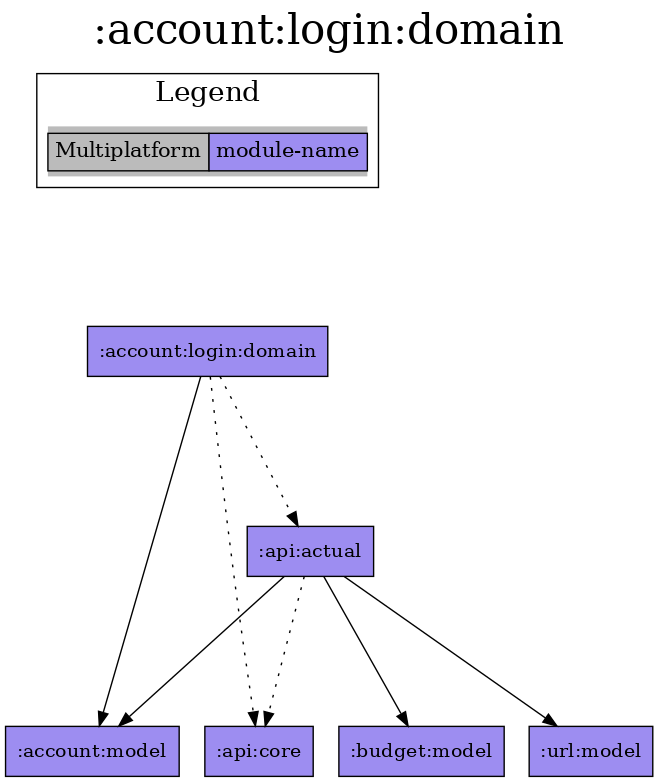 :account:login:domain
Legend
Multiplatform module-name
:account:login:domain
:api:actual
:account:model :api:core :budget:model :url:model